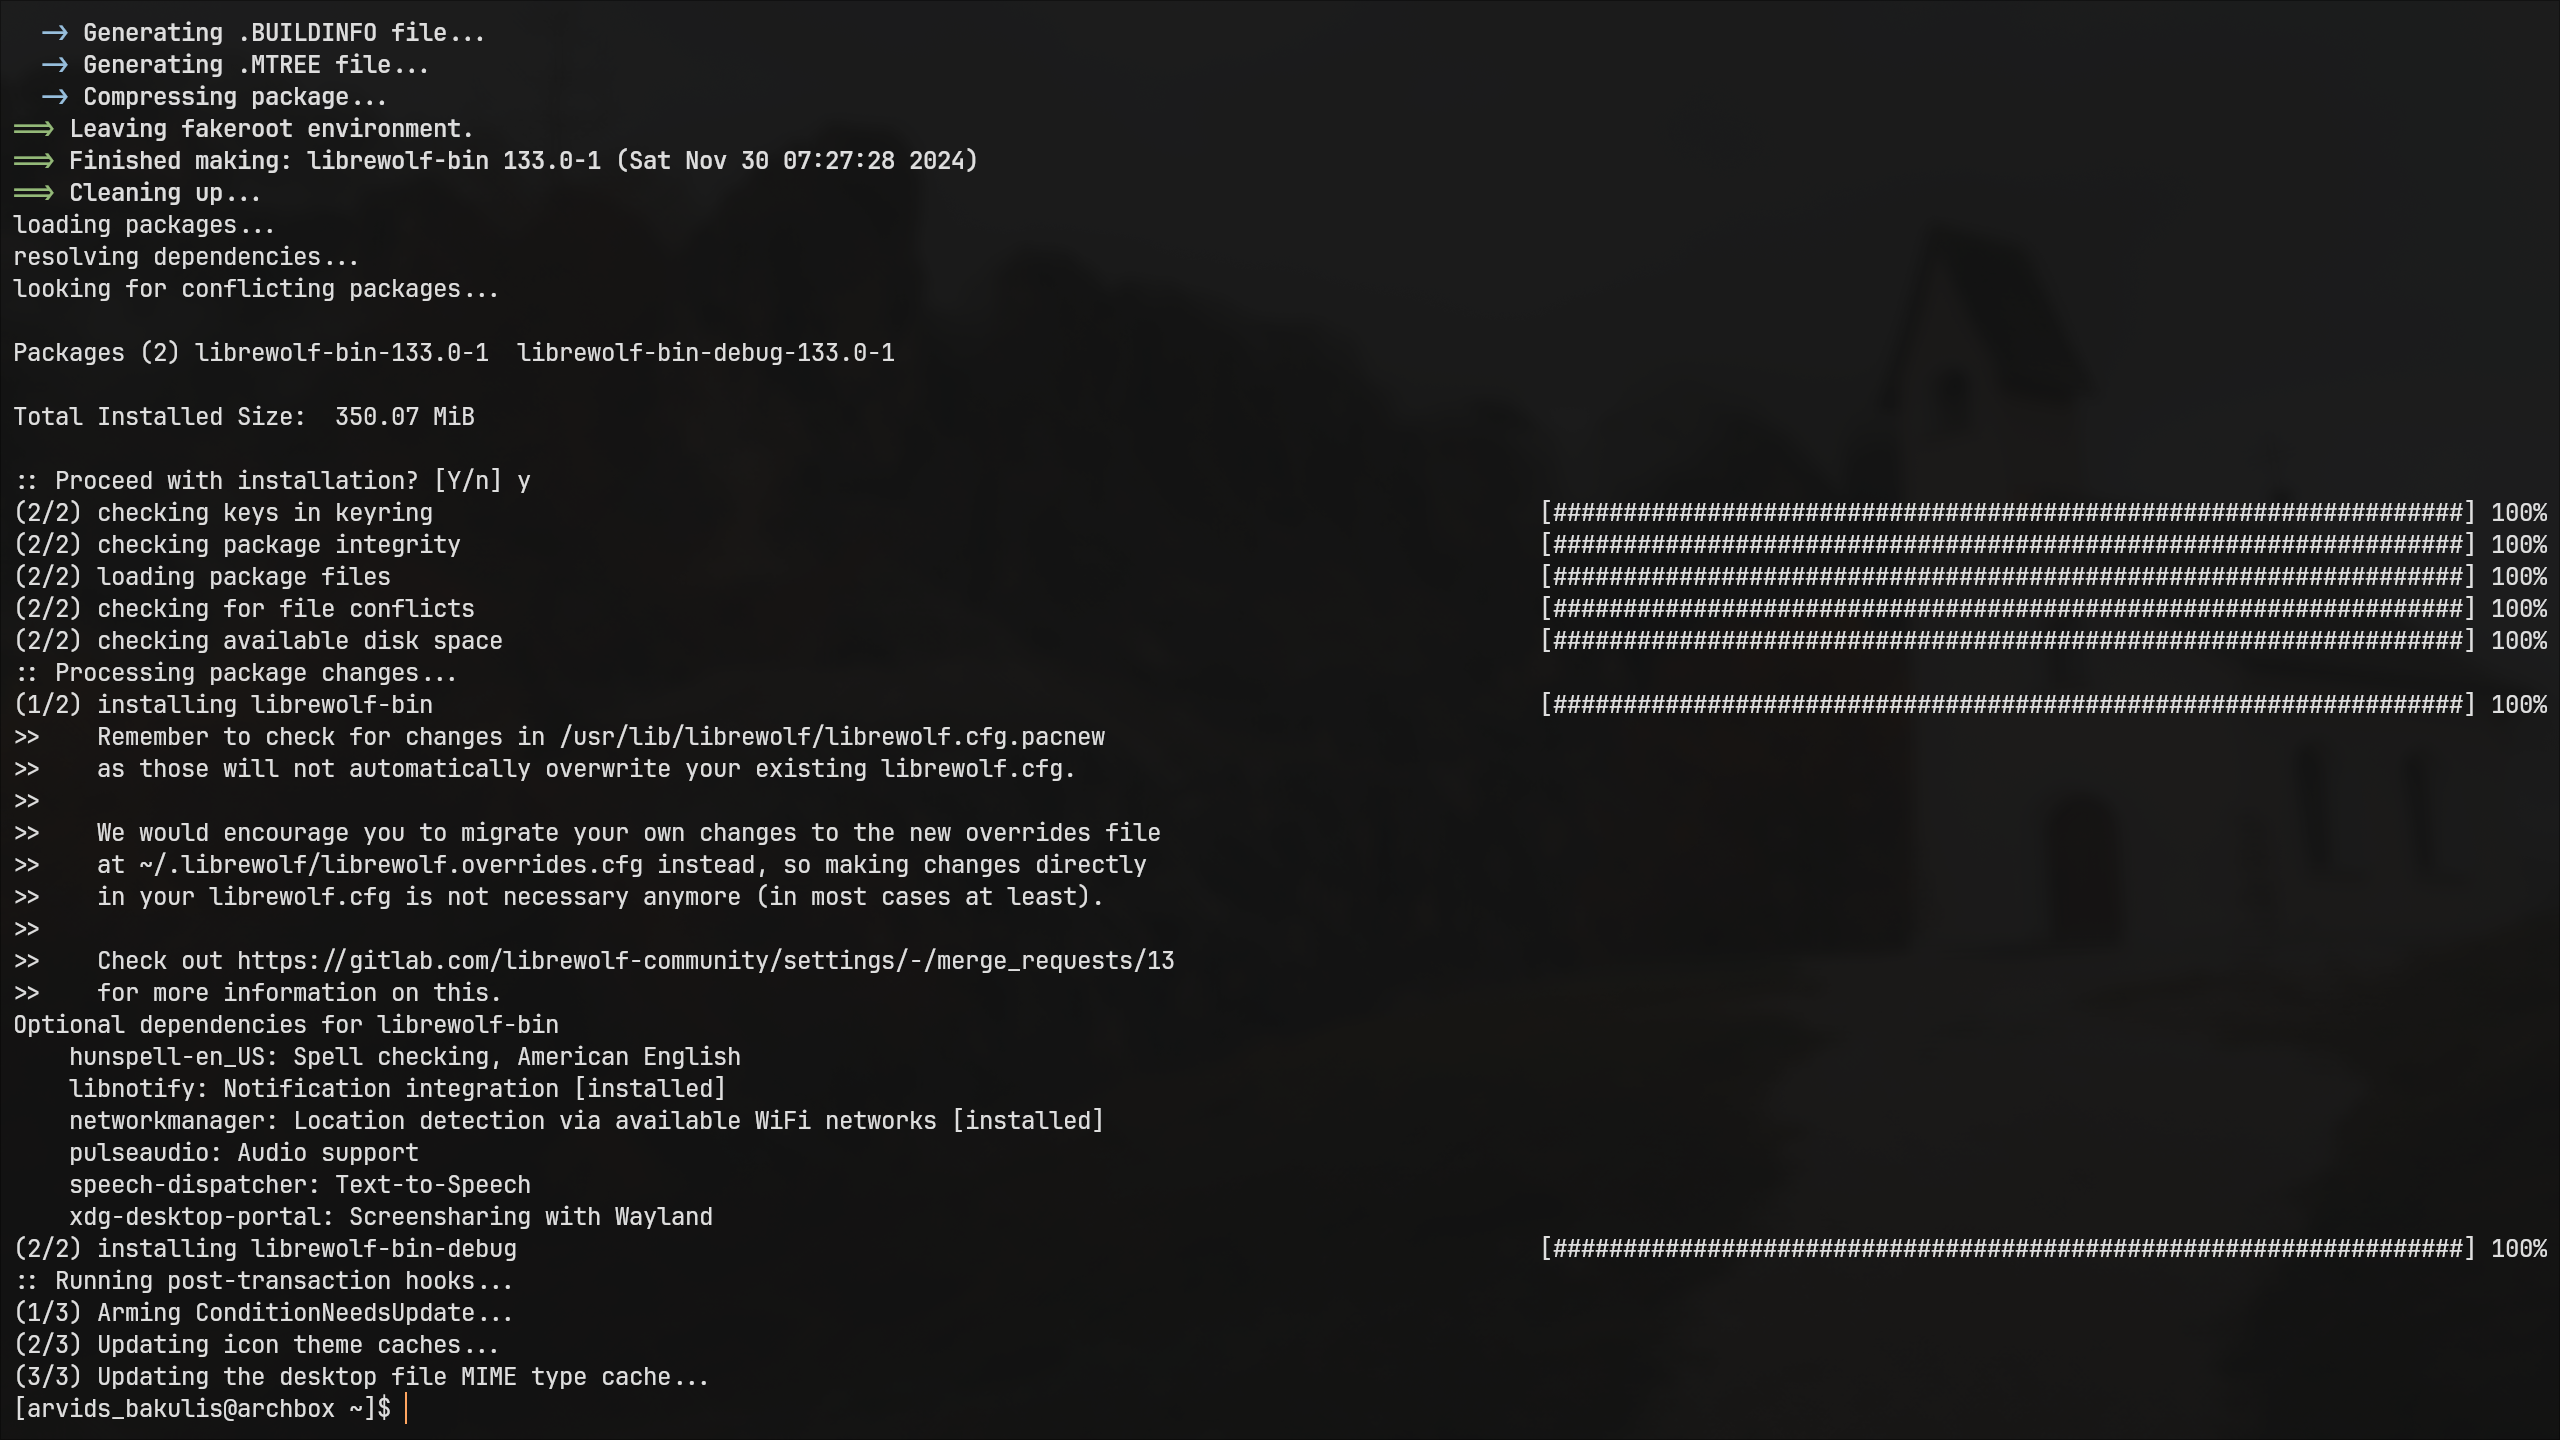 --> Generating .BUILDINFO file...
--> Generating .MTREE file...
--> Compressing package...
==> Leaving fakeroot environment.
==> Finished making: librewolf-bin 133.0-1 (Sat Nov 30 07:27:28 2024)
==> Cleaning up...
loading packages...
resolving dependencies...
looking for conflicting packages...
Packages (2) librewolf-bin-133.0-1  librewolf-bin-debug-133.0-1
Total Installed Size:  350.07 MiB
:: Proceed with installation? [Y/n] y
(2/2) checking keys in keyring [#################################################################] 100%
(2/2) checking package integrity [#################################################################] 100%
(2/2) loading package files [#################################################################] 100%
(2/2) checking for file conflicts [#################################################################] 100%
(2/2) checking available disk space [#################################################################] 100%
:: Processing package changes...
(1/2) installing librewolf-bin [#################################################################] 100%
>>    Remember to check for changes in /usr/lib/librewolf/librewolf.cfg.pacnew
>>    as those will not automatically overwrite your existing librewolf.cfg.
>>
>>    We would encourage you to migrate your own changes to the new overrides file
>>    at ~/.librewolf/librewolf.overrides.cfg instead, so making changes directly
>>    in your librewolf.cfg is not necessary anymore (in most cases at least).
>>
>>    Check out https://gitlab.com/librewolf-community/settings/-/merge_requests/13
>>    for more information on this.
Optional dependencies for librewolf-bin
    hunspell-en_US: Spell checking, American English
    libnotify: Notification integration [installed]
    networkmanager: Location detection via available WiFi networks [installed]
    pulseaudio: Audio support
    speech-dispatcher: Text-to-Speech
    xdg-desktop-portal: Screensharing with Wayland
(2/2) installing librewolf-bin-debug [#################################################################] 100%
:: Running post-transaction hooks...
(1/3) Arming ConditionNeedsUpdate...
(2/3) Updating icon theme caches...
(3/3) Updating the desktop file MIME type cache...
[arvids_bakulis@archbox ~]$